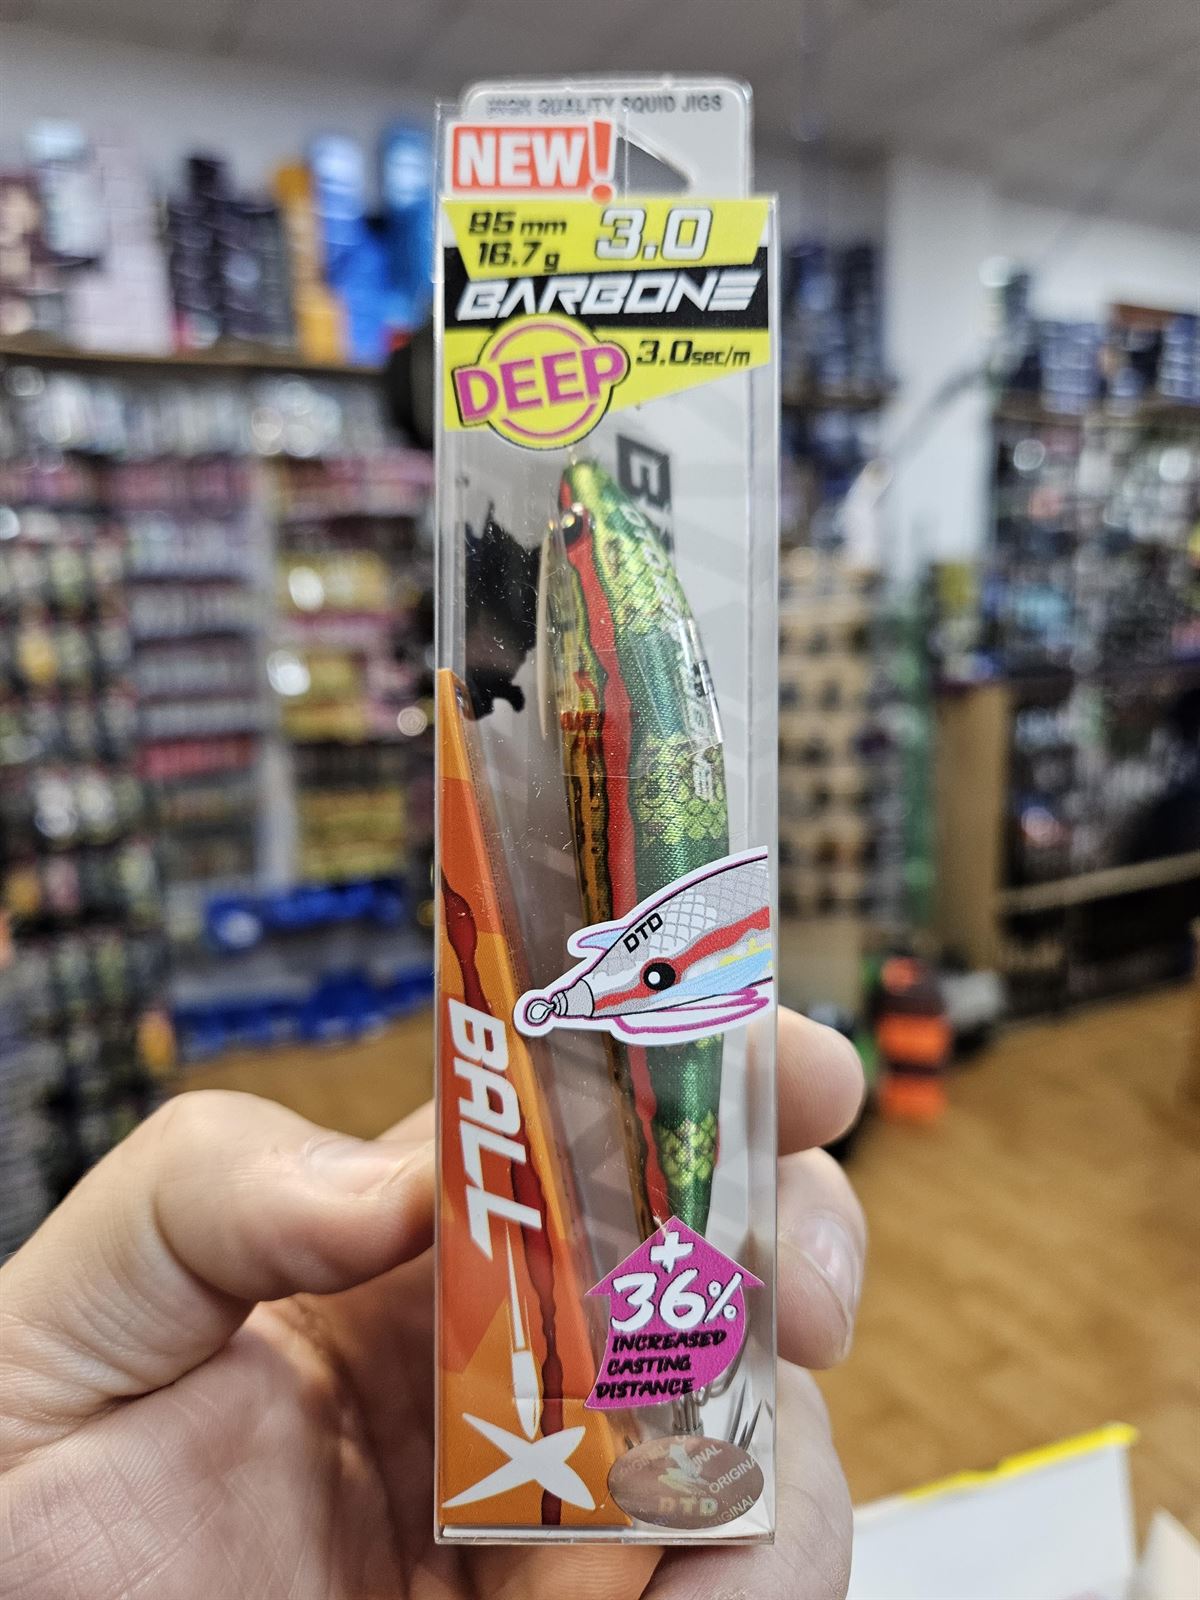 HIGH QUALITY SQUID JIGS
NEW!
95 mm
16.7 g
3.0
BARBONE
DEEP
3.0sec/m
DTD
BALL
+
36%
INCREASED
CASTING
DISTANCE
ORIGINAL
DTD